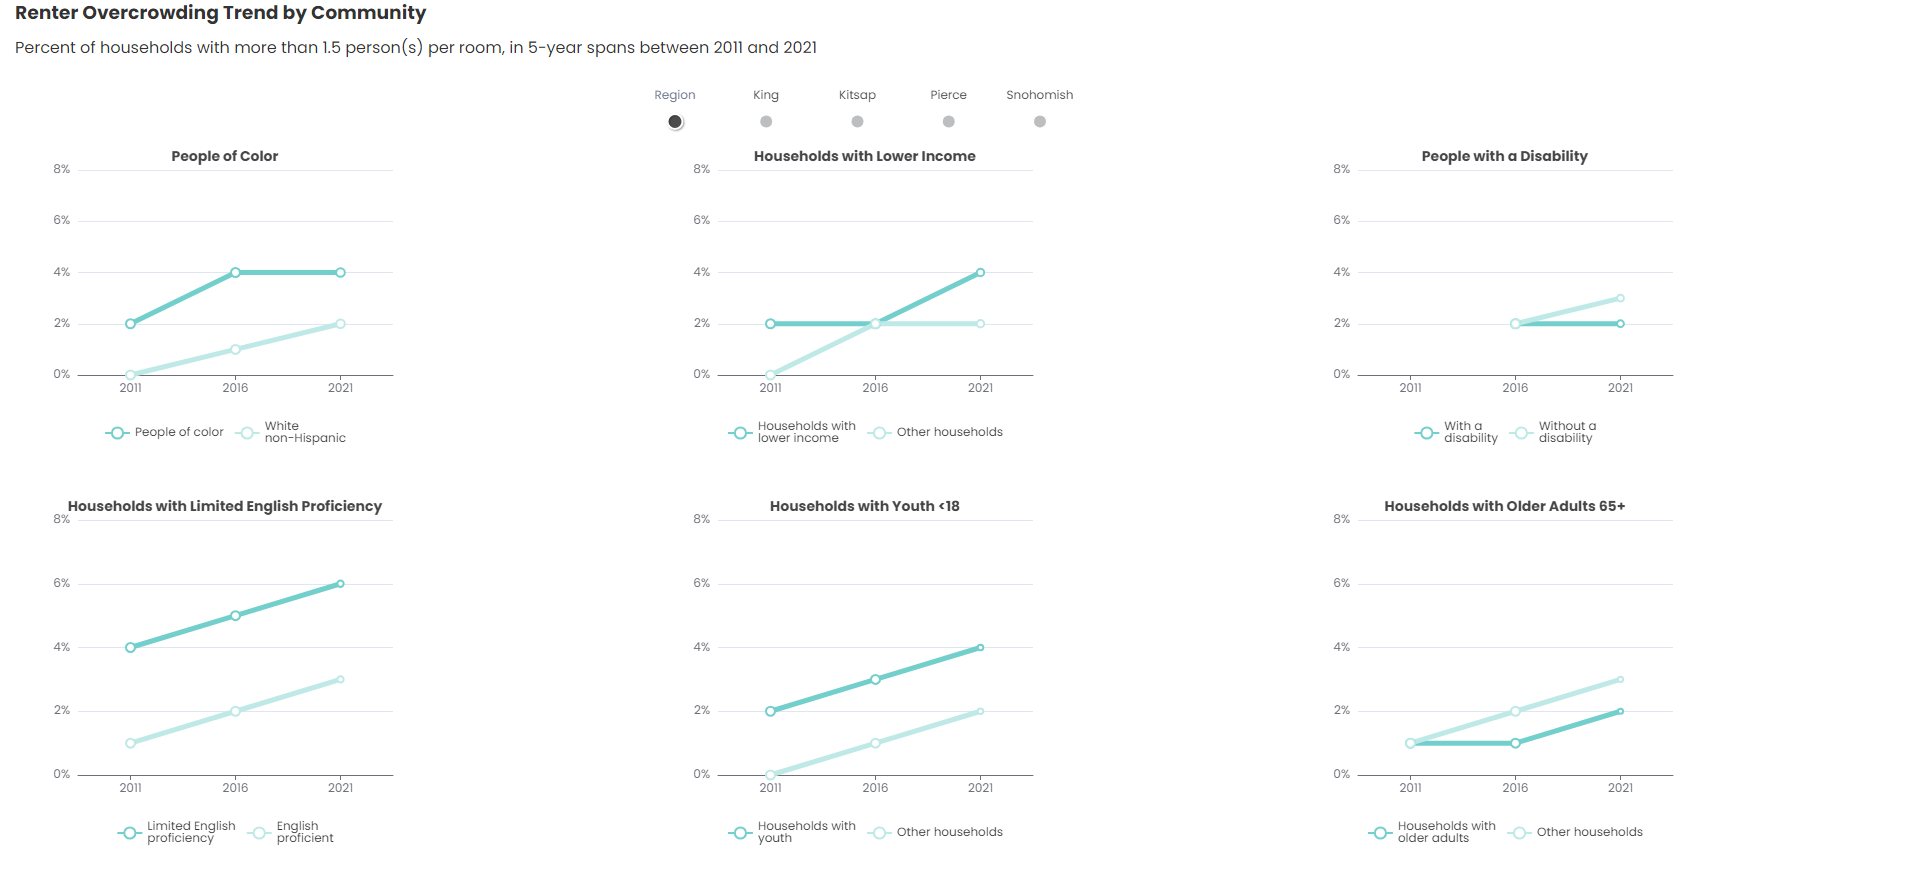 Renter Overcrowding Trend by Community
Percent of households with more than 1.5 person(s) per room, in 5-year spans between 2011 and 2021
Region King Kitsap Pierce Snohomish
People of Color
8%
6%
4%
2%
0%
2011 2016 2021
People of color
White
non-Hispanic
Households with Lower Income
8%
6%
4%
2%
0%
2011 2016 2021
Households with
lower income
Other households
People with a Disability
8%
6%
4%
2%
0%
2011 2016 2021
With a
disability
Without a
disability
Households with Limited English Proficiency
8%
6%
4%
2%
0%
2011 2016 2021
Limited English
proficiency
English
proficient
Households with Youth <18
8%
6%
4%
2%
0%
2011 2016 2021
Households with
youth
Other households
Households with Older Adults 65+
8%
6%
4%
2%
0%
2011 2016 2021
Households with
older adults
Other households